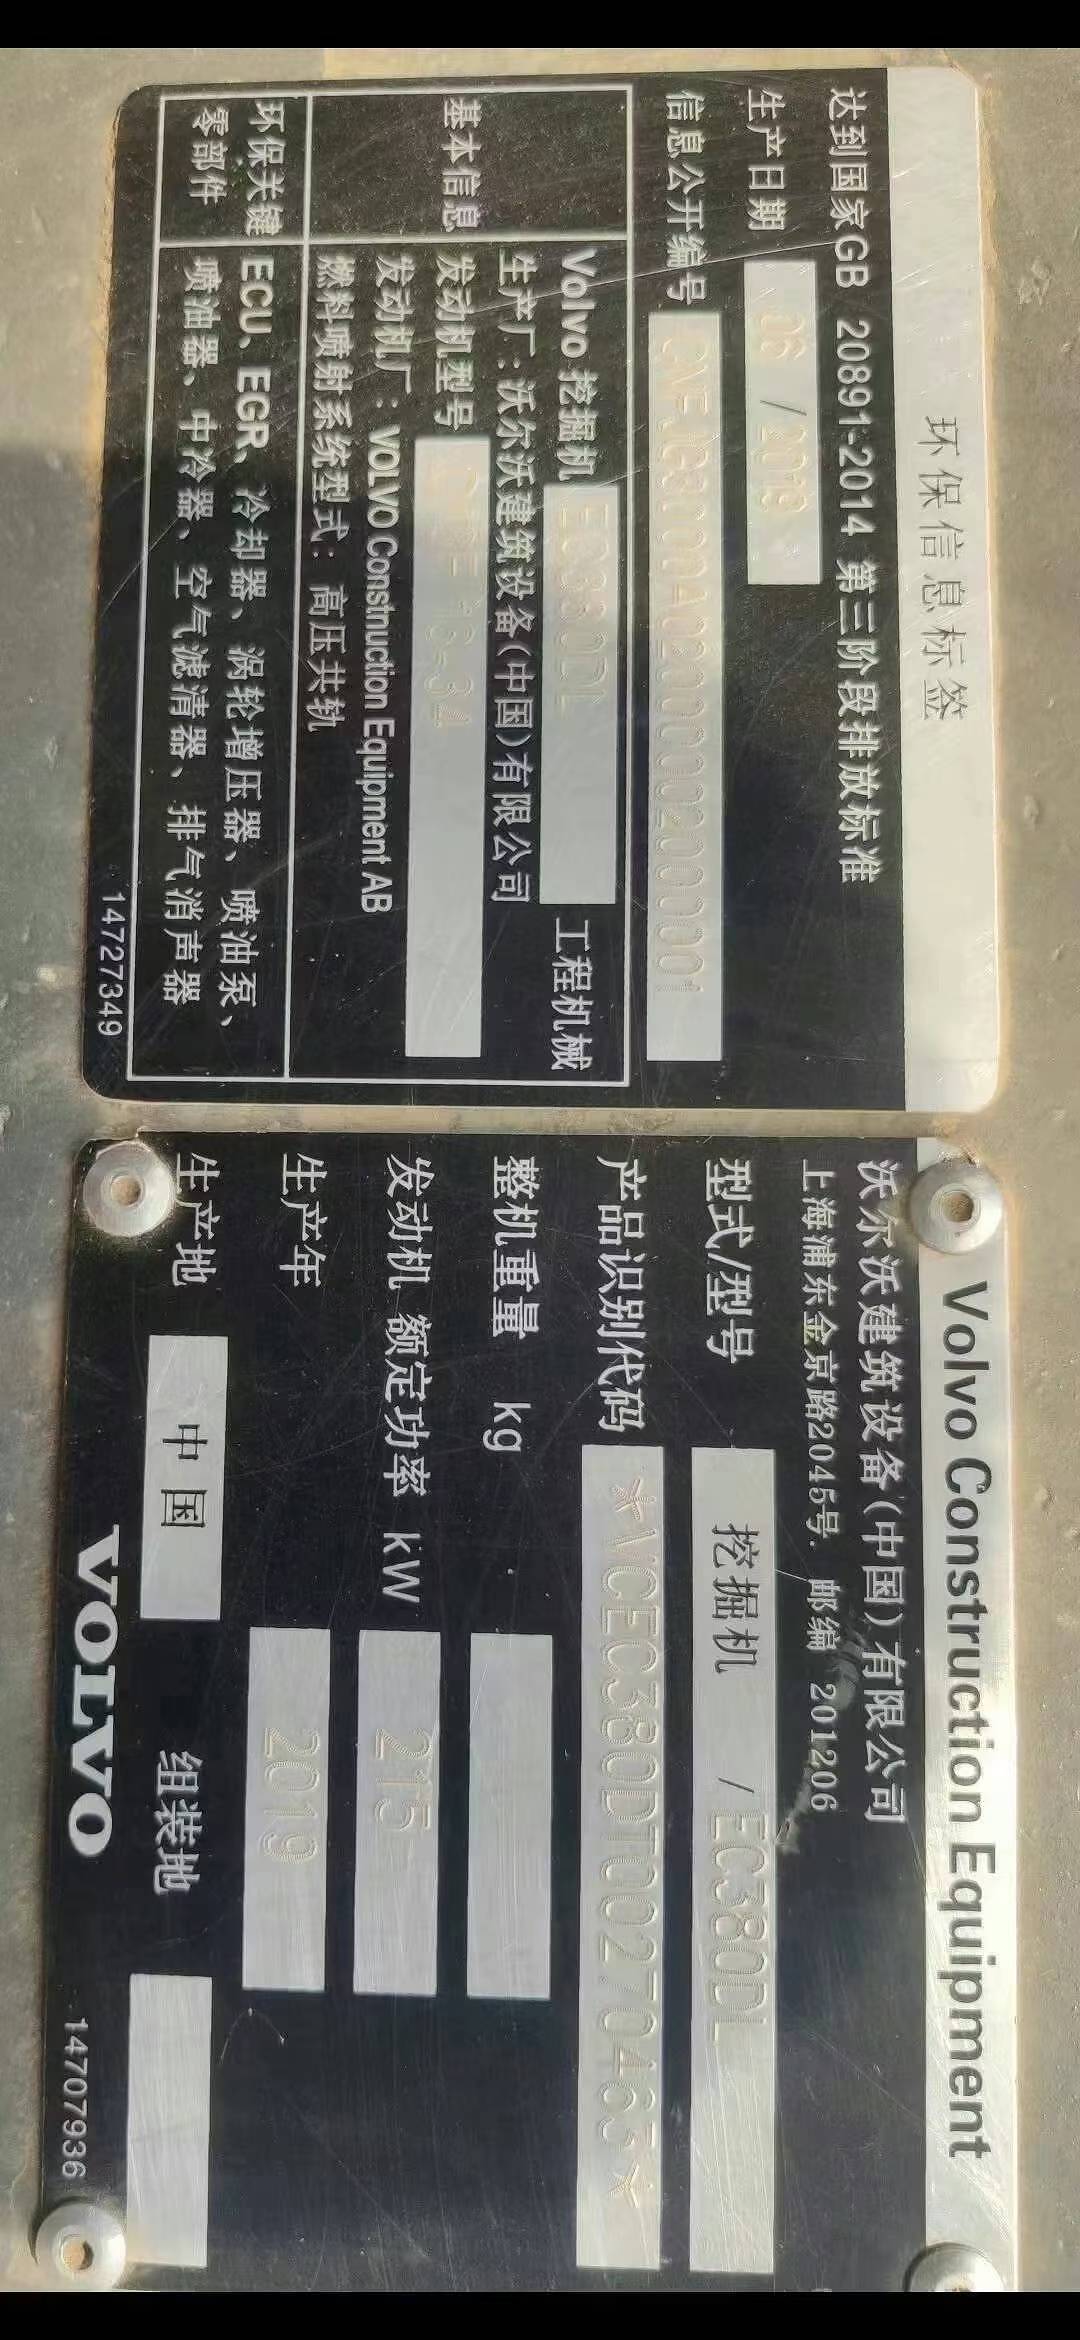 环保信息标签
达到国家GB 20891-2014 第三阶段排放标准
生产日期 06 /2019
信息公开编号
基本信息
Volvo 挖掘机 EC380DL 工程机械
生产厂: 沃尔沃建筑设备(中国)有限公司
发动机型号
发动机厂: VOLVO Construction Equipment AB
燃料喷射系统型式: 高压共轨
环保关键零部件
ECU、EGR、冷却器、涡轮增压器、喷油泵、
喷油器、中冷器、空气滤清器、排气消声器
14727349
Volvo Construction Equipment
沃尔沃建筑设备(中国)有限公司
上海浦东金京路2045号. 邮编 201206
型式/型号 挖掘机 /EC380DL
产品识别代码 *VCEC380DT00270463*
整机重量 kg
发动机 额定功率 kW 215
生产年 2019
生产地 中国 组装地
VOLVO
14707936